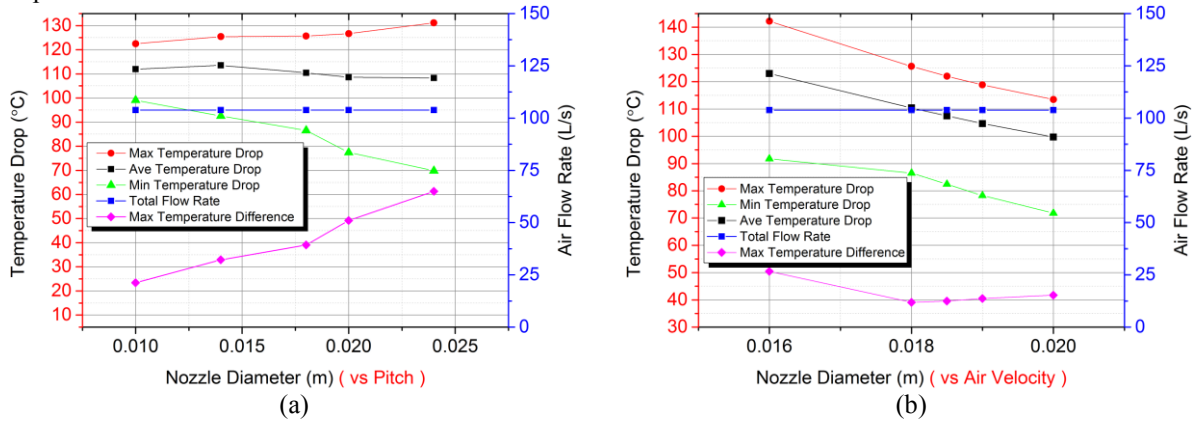 130
120
110
100
90
80
70
60
50
40
30
20
10
Temperature Drop (°C)
Max Temperature Drop
Ave Temperature Drop
Min Temperature Drop
Total Flow Rate
Max Temperature Difference
150
125
100
75
50
25
0
Air Flow Rate (L/s)
0.010 0.015 0.020 0.025
Nozzle Diameter (m) ( vs Pitch )
(a)
140
130
120
110
100
90
80
70
60
50
40
30
Temperature Drop (°C)
Max Temperature Drop
Min Temperature Drop
Ave Temperature Drop
Total Flow Rate
Max Temperature Difference
150
125
100
75
50
25
0
Air Flow Rate (L/s)
0.016 0.018 0.020
Nozzle Diameter (m) ( vs Air Velocity )
(b)